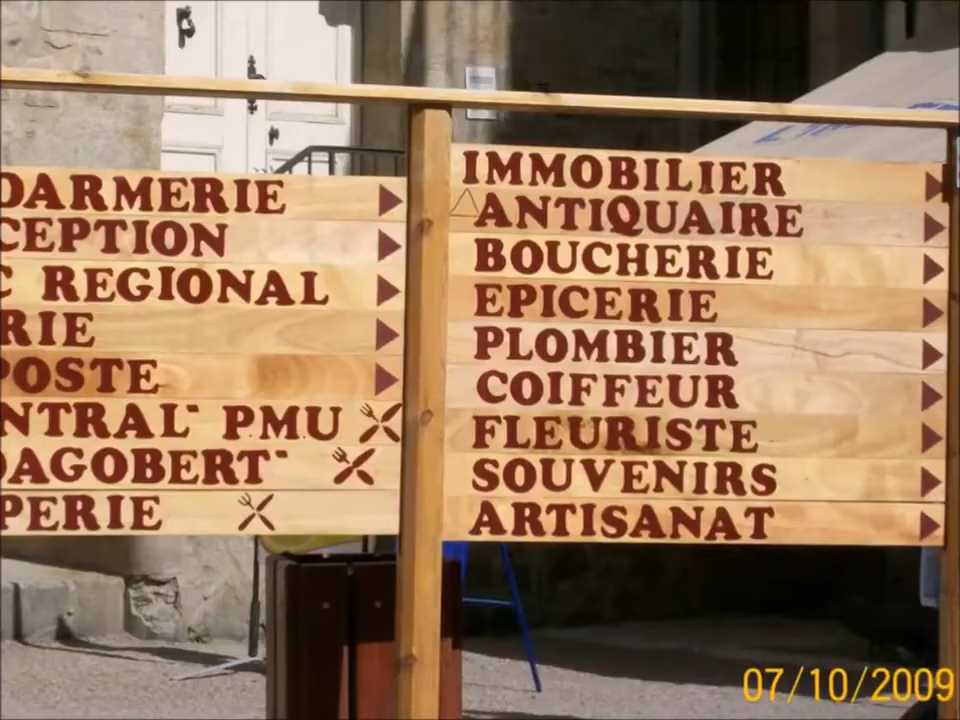 DARMERIE
CEPTION
C REGIONAL
RIE
POSTE
NTRAL" PMU
DAGOBERT"
PERIE
IMMOBILIER
ANTIQUAIRE
BOUCHERIE
EPICERIE
PLOMBIER
COIFFEUR
FLEURISTE
SOUVENIRS
ARTISANAT
07/10/2009